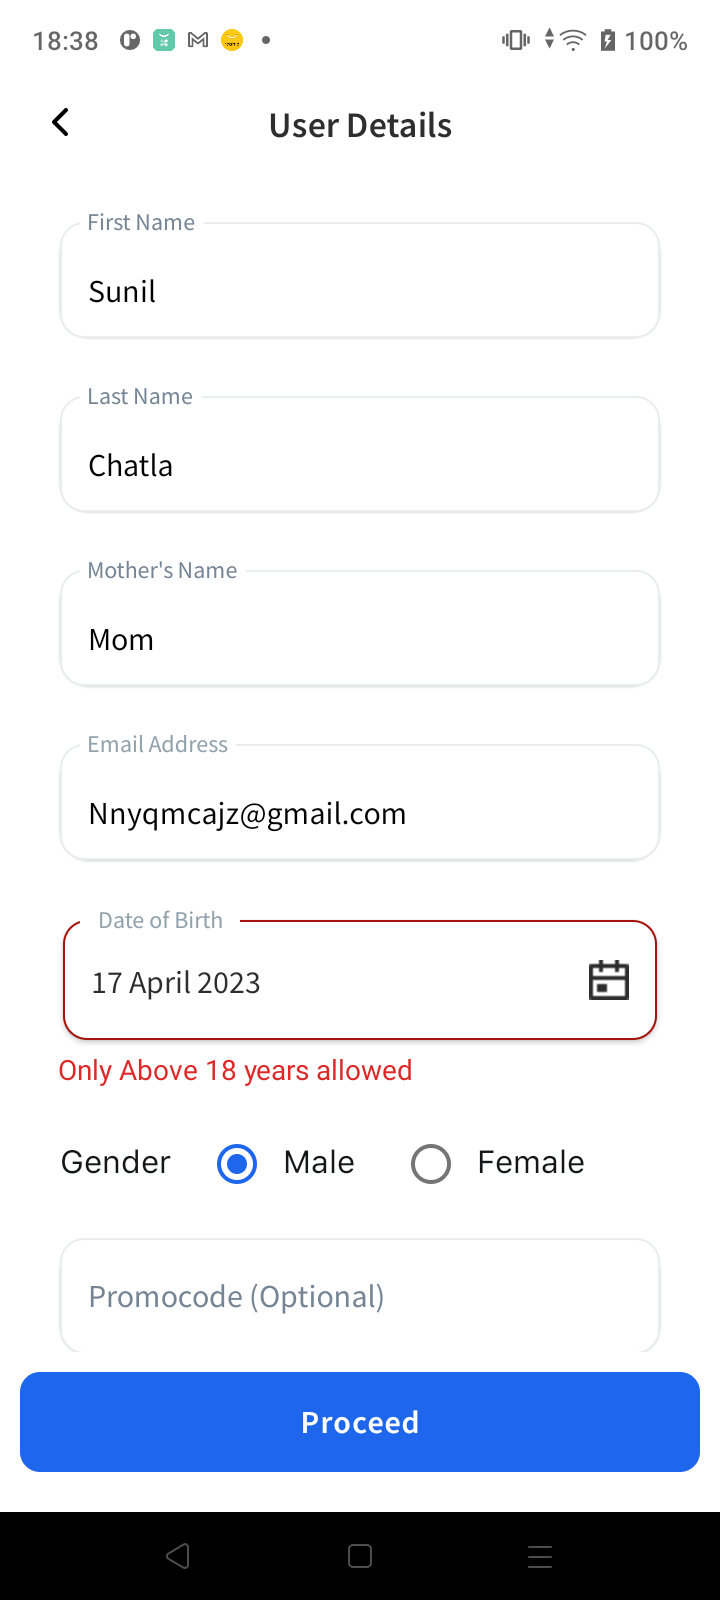 18:38 100%
User Details
First Name
Sunil
Last Name
Chatla
Mother's Name
Mom
Email Address
Nnyqmcajz@gmail.com
Date of Birth
17 April 2023
Only Above 18 years allowed
Gender Male Female
Promocode (Optional)
Proceed